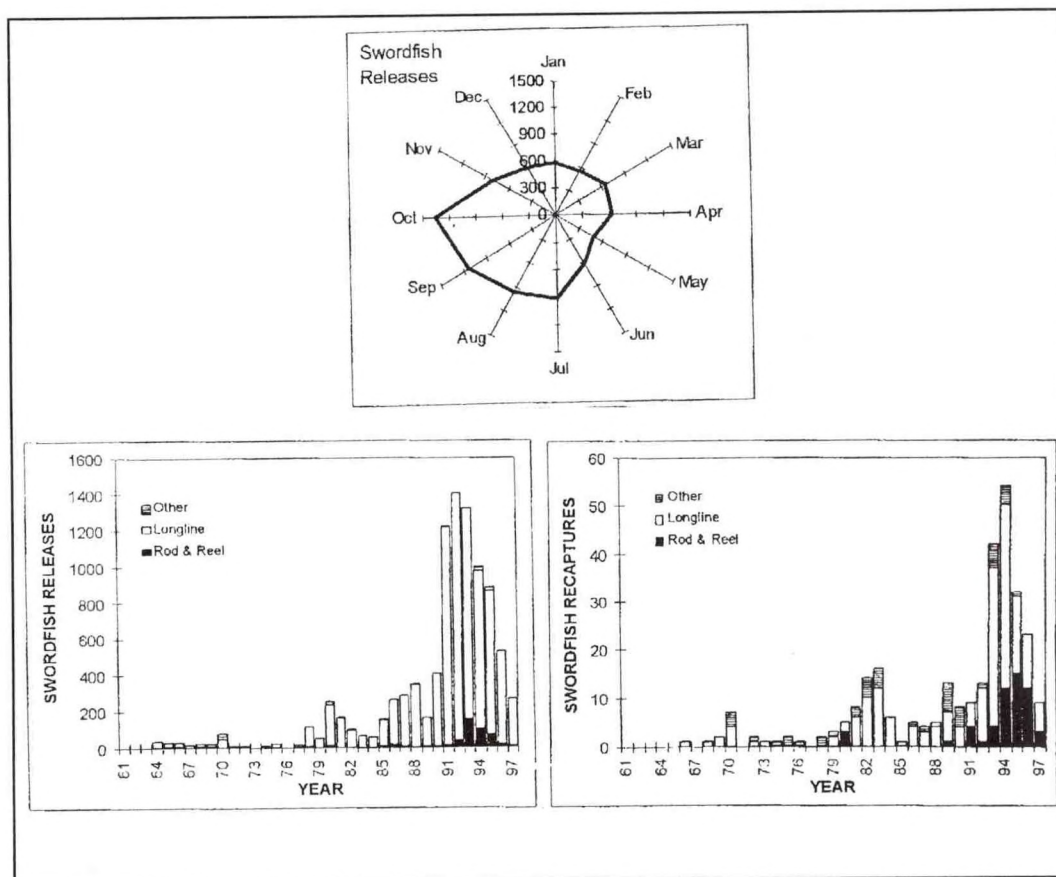 Swordfish
Releases
Jan
1500
1200
900
600
300
0
Feb
Mar
Apr
May
Jun
Jul
Aug
Sep
Oct
Nov
Dec
SWORDFISH RELEASES
1600
1400
1200
1000
800
600
400
200
0
Other
Longline
Rod & Reel
61 64 67 70 73 76 79 82 85 88 91 94 97
YEAR
SWORDFISH RECAPTURES
60
50
40
30
20
10
0
Other
Longline
Rod & Reel
61 64 67 70 73 76 79 82 85 88 91 94 97
YEAR